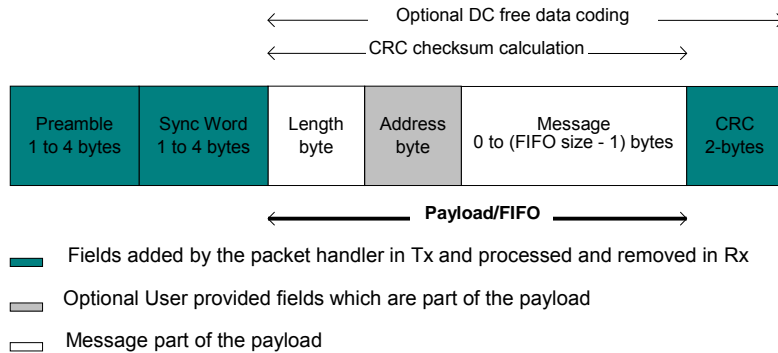 Optional DC free data coding
CRC checksum calculation
Preamble
1 to 4 bytes
Sync Word
1 to 4 bytes
Length
byte
Address
byte
Message
0 to (FIFO size - 1) bytes
CRC
2-bytes
Payload/FIFO
Fields added by the packet handler in Tx and processed and removed in Rx
Optional User provided fields which are part of the payload
Message part of the payload